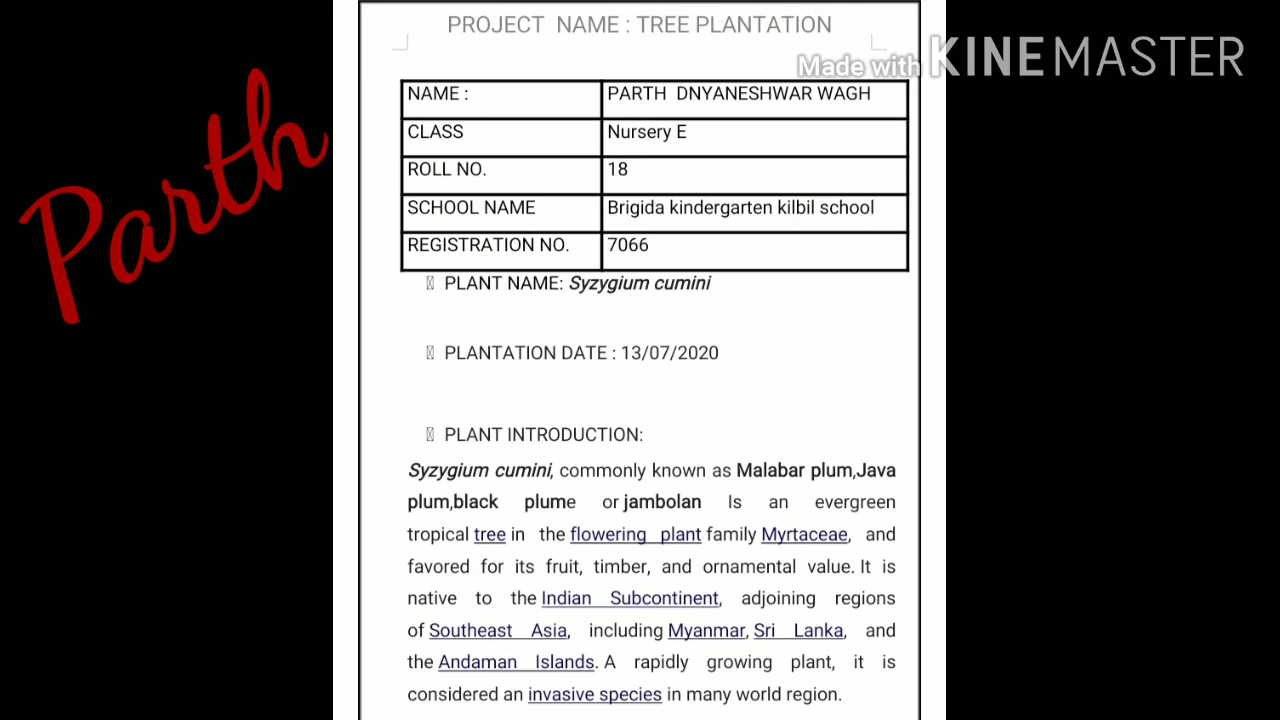 PROJECT NAME : TREE PLANTATION
Made with KINEMASTER
Parth
NAME : PARTH DNYANESHWAR WAGH
CLASS Nursery E
ROLL NO. 18
SCHOOL NAME Brigida kindergarten kilbil school
REGISTRATION NO. 7066
PLANT NAME: Syzygium cumini
PLANTATION DATE : 13/07/2020
PLANT INTRODUCTION:
Syzygium cumini, commonly known as Malabar plum,Java
plum,black plume or jambolan Is an evergreen
tropical tree in the flowering plant family Myrtaceae, and
favored for its fruit, timber, and ornamental value. It is
native to the Indian Subcontinent, adjoining regions
of Southeast Asia, including Myanmar, Sri Lanka, and
the Andaman Islands. A rapidly growing plant, it is
considered an invasive species in many world region.